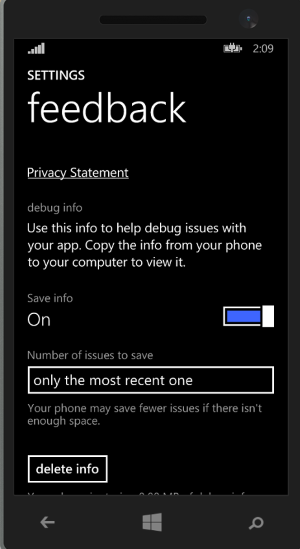 2:09
SETTINGS
feedback
Privacy Statement
debug info
Use this info to help debug issues with
your app. Copy the info from your phone
to your computer to view it.
Save info
On
Number of issues to save
only the most recent one
Your phone may save fewer issues if there isn't
enough space.
delete info